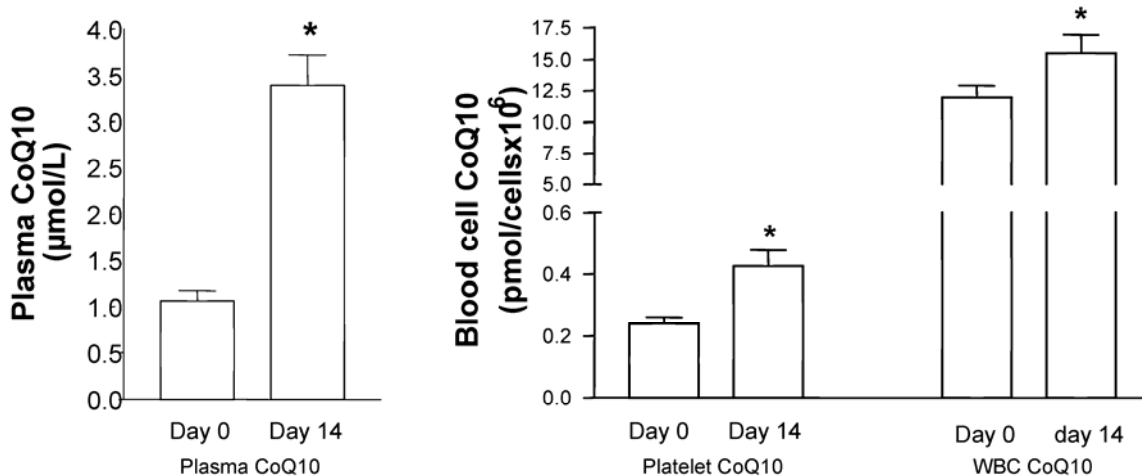 Plasma CoQ10
(µmol/L)
4.0
3.5
3.0
2.5
2.0
1.5
1.0
0.5
0.0
*
Day 0 Day 14
Plasma CoQ10
Blood cell CoQ10
(pmol/cellsx10⁶)
17.5
15.0
12.5
10.0
7.5
5.0
0.6
0.4
0.2
0.0
*
*
Day 0 Day 14 Day 0 day 14
Platelet CoQ10 WBC CoQ10